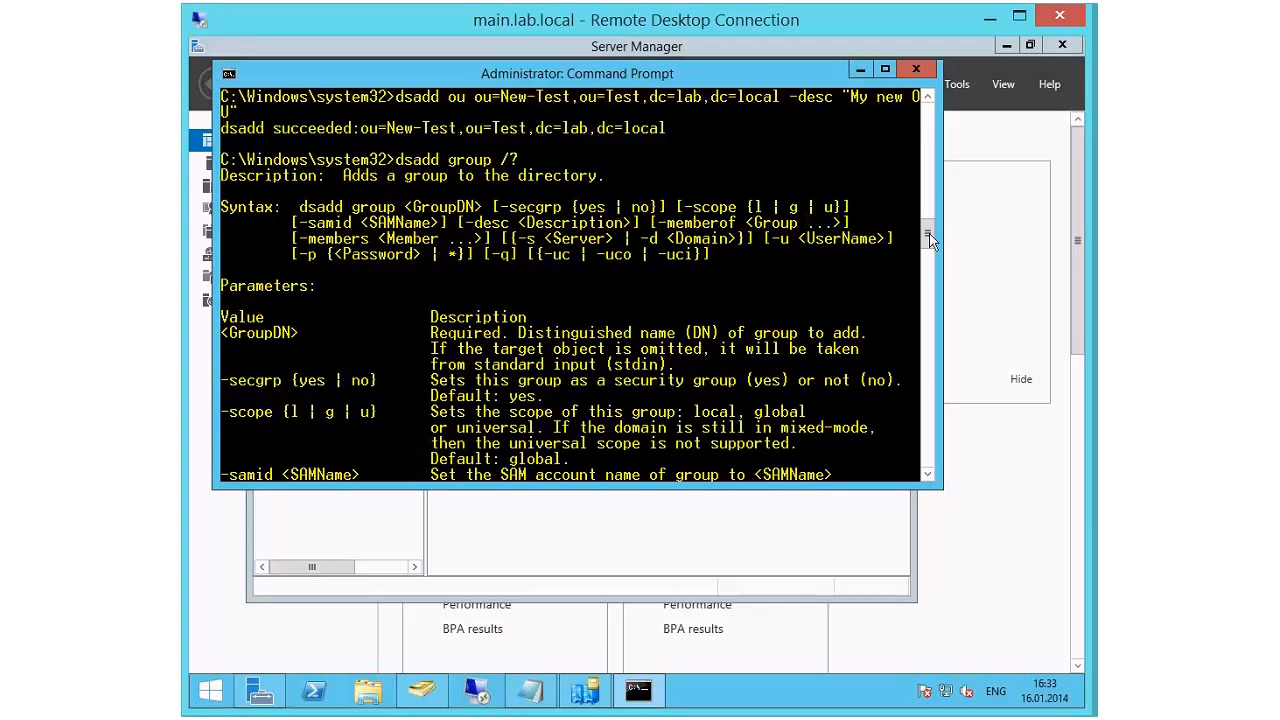 main.lab.local - Remote Desktop Connection
Server Manager
Tools View Help
Administrator: Command Prompt
C:\Windows\system32>dsadd ou ou=New-Test,ou=Test,dc=lab,dc=local -desc "My new O
U"
dsadd succeeded:ou=New-Test,ou=Test,dc=lab,dc=local
C:\Windows\system32>dsadd group /?
Description:  Adds a group to the directory.
Syntax:  dsadd group <GroupDN> [-secgrp {yes | no}] [-scope {l | g | u}]
[-samid <SAMName>] [-desc <Description>] [-memberof <Group ...>]
[-members <Member ...>] [{-s <Server> | -d <Domain>}] [-u <UserName>]
[-p {<Password> | *}] [-q] [{-uc | -uco | -uci}]
Parameters:
Value Description
<GroupDN> Required. Distinguished name (DN) of group to add.
If the target object is omitted, it will be taken
from standard input (stdin).
-secgrp {yes | no} Sets this group as a security group (yes) or not (no).
Default: yes.
-scope {l | g | u} Sets the scope of this group: local, global
or universal. If the domain is still in mixed-mode,
then the universal scope is not supported.
Default: global.
-samid <SAMName> Set the SAM account name of group to <SAMName>
Hide
Performance Performance
BPA results BPA results
ENG
16:33
16.01.2014